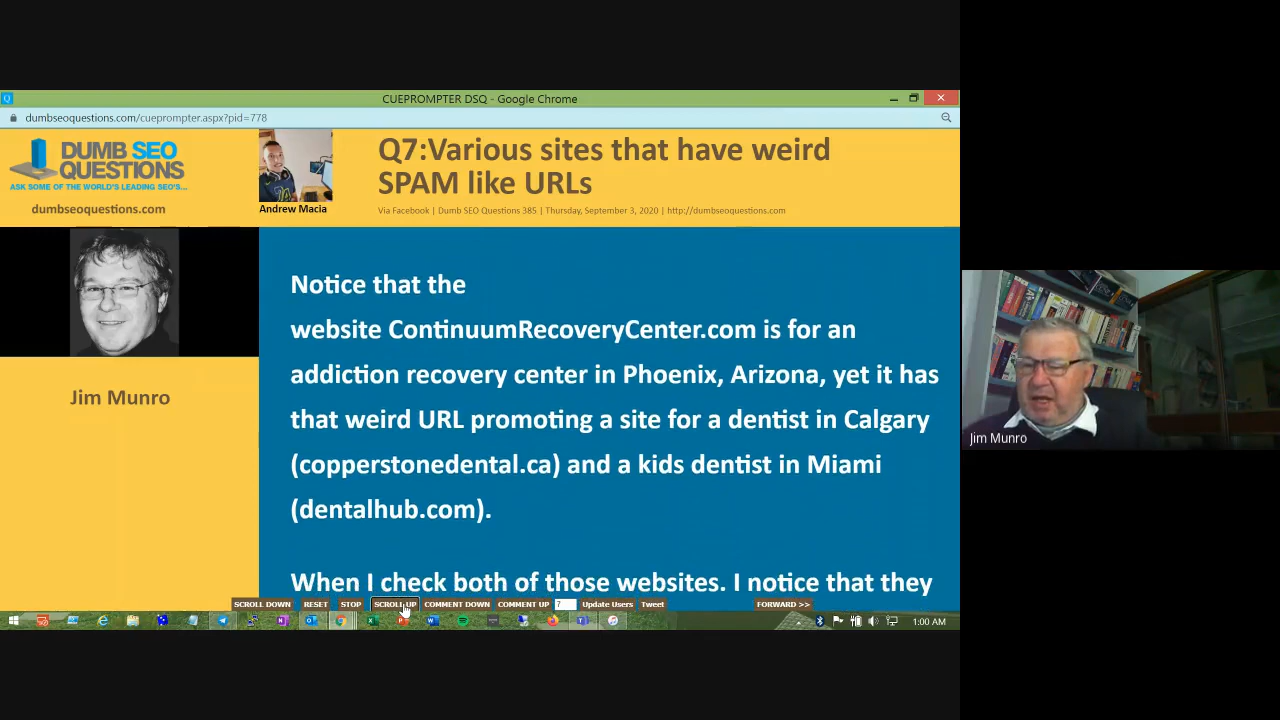 CUEPROMPTER DSQ - Google Chrome
dumbseoquestions.com/cueprompter.aspx?pid=778
DUMB SEO
QUESTIONS
ASK SOME OF THE WORLD'S LEADING SEO'S...
dumbseoquestions.com
Andrew Macia
Q7:Various sites that have weird
SPAM like URLs
Via Facebook | Dumb SEO Questions 385 | Thursday, September 3, 2020 | http://dumbseoquestions.com
Jim Munro
Notice that the
website ContinuumRecoveryCenter.com is for an
addiction recovery center in Phoenix, Arizona, yet it has
that weird URL promoting a site for a dentist in Calgary
(copperstonedental.ca) and a kids dentist in Miami
(dentalhub.com).
When I check both of those websites. I notice that they
SCROLL DOWN RESET STOP SCROLL UP COMMENT DOWN COMMENT UP 7 Update Users Tweet FORWARD >>
1:00 AM
Jim Munro